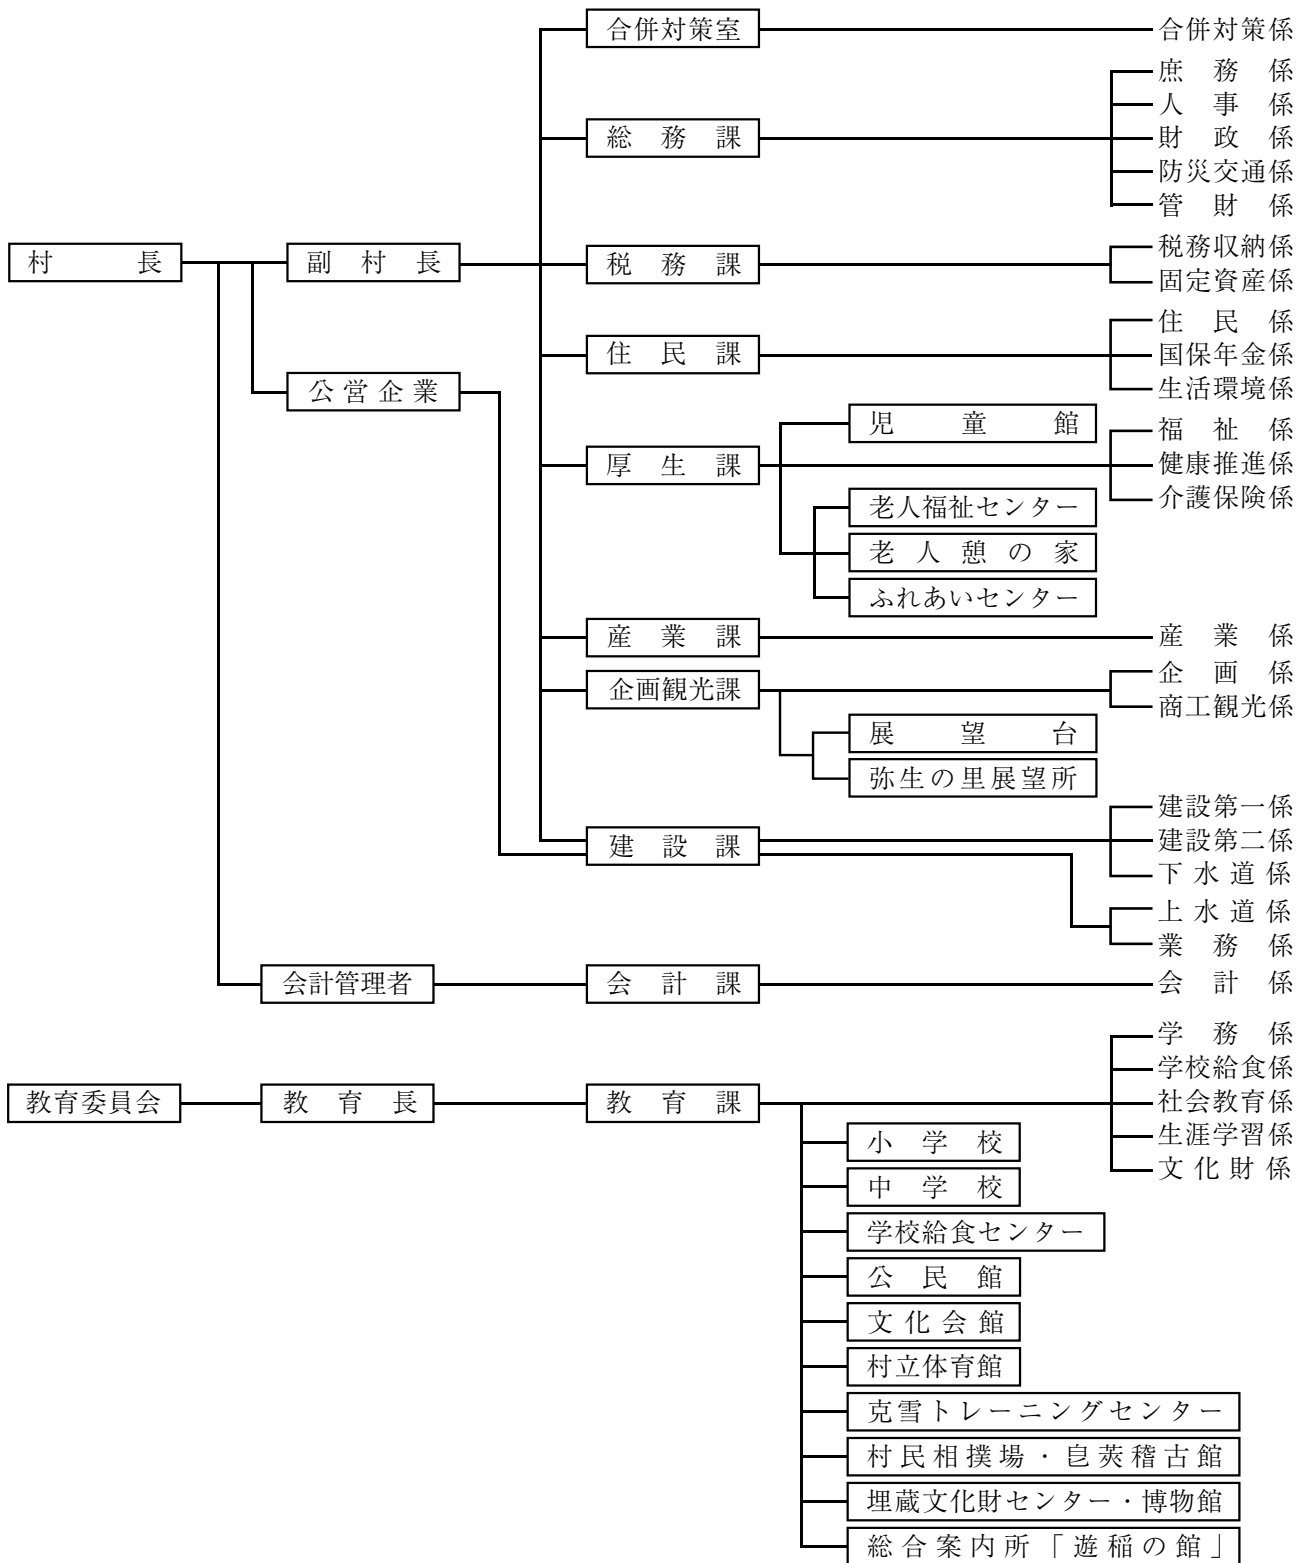 合併対策室
合併対策係
庶務係
人事係
総務課
財政係
防災交通係
管財係
村長
副村長
税務課
税務収納係
固定資産係
住民係
住民課
国保年金係
生活環境係
公営企業
児童館
福祉係
厚生課
健康推進係
介護保険係
老人福祉センター
老人憩の家
ふれあいセンター
産業課
産業係
企画観光課
企画係
商工観光係
展望台
弥生の里展望所
建設第一係
建設課
建設第二係
下水道係
上水道係
業務係
会計管理者
会計課
会計係
学務係
学校給食係
教育委員会
教育長
教育課
社会教育係
生涯学習係
文化財係
小学校
中学校
学校給食センター
公民館
文化会館
村立体育館
克雪トレーニングセンター
村民相撲場・皀莢稽古館
埋蔵文化財センター・博物館
総合案内所「遊稲の館」